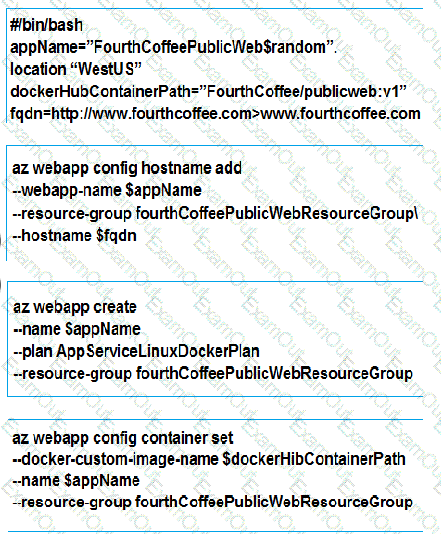 #/bin/bash
appName="FourthCoffeePublicWeb$random".
location "WestUS"
dockerHubContainerPath="FourthCoffee/publicweb:v1"
fqdn=http://www.fourthcoffee.com>www.fourthcoffee.com
az webapp config hostname add
--webapp-name $appName
--resource-group fourthCoffeePublicWebResourceGroup\
--hostname $fqdn
az webapp create
--name $appName
--plan AppServiceLinuxDockerPlan
--resource-group fourthCoffeePublicWebResourceGroup
az webapp config container set
--docker-custom-image-name $dockerHibContainerPath
--name $appName
--resource-group fourthCoffeePublicWebResourceGroup